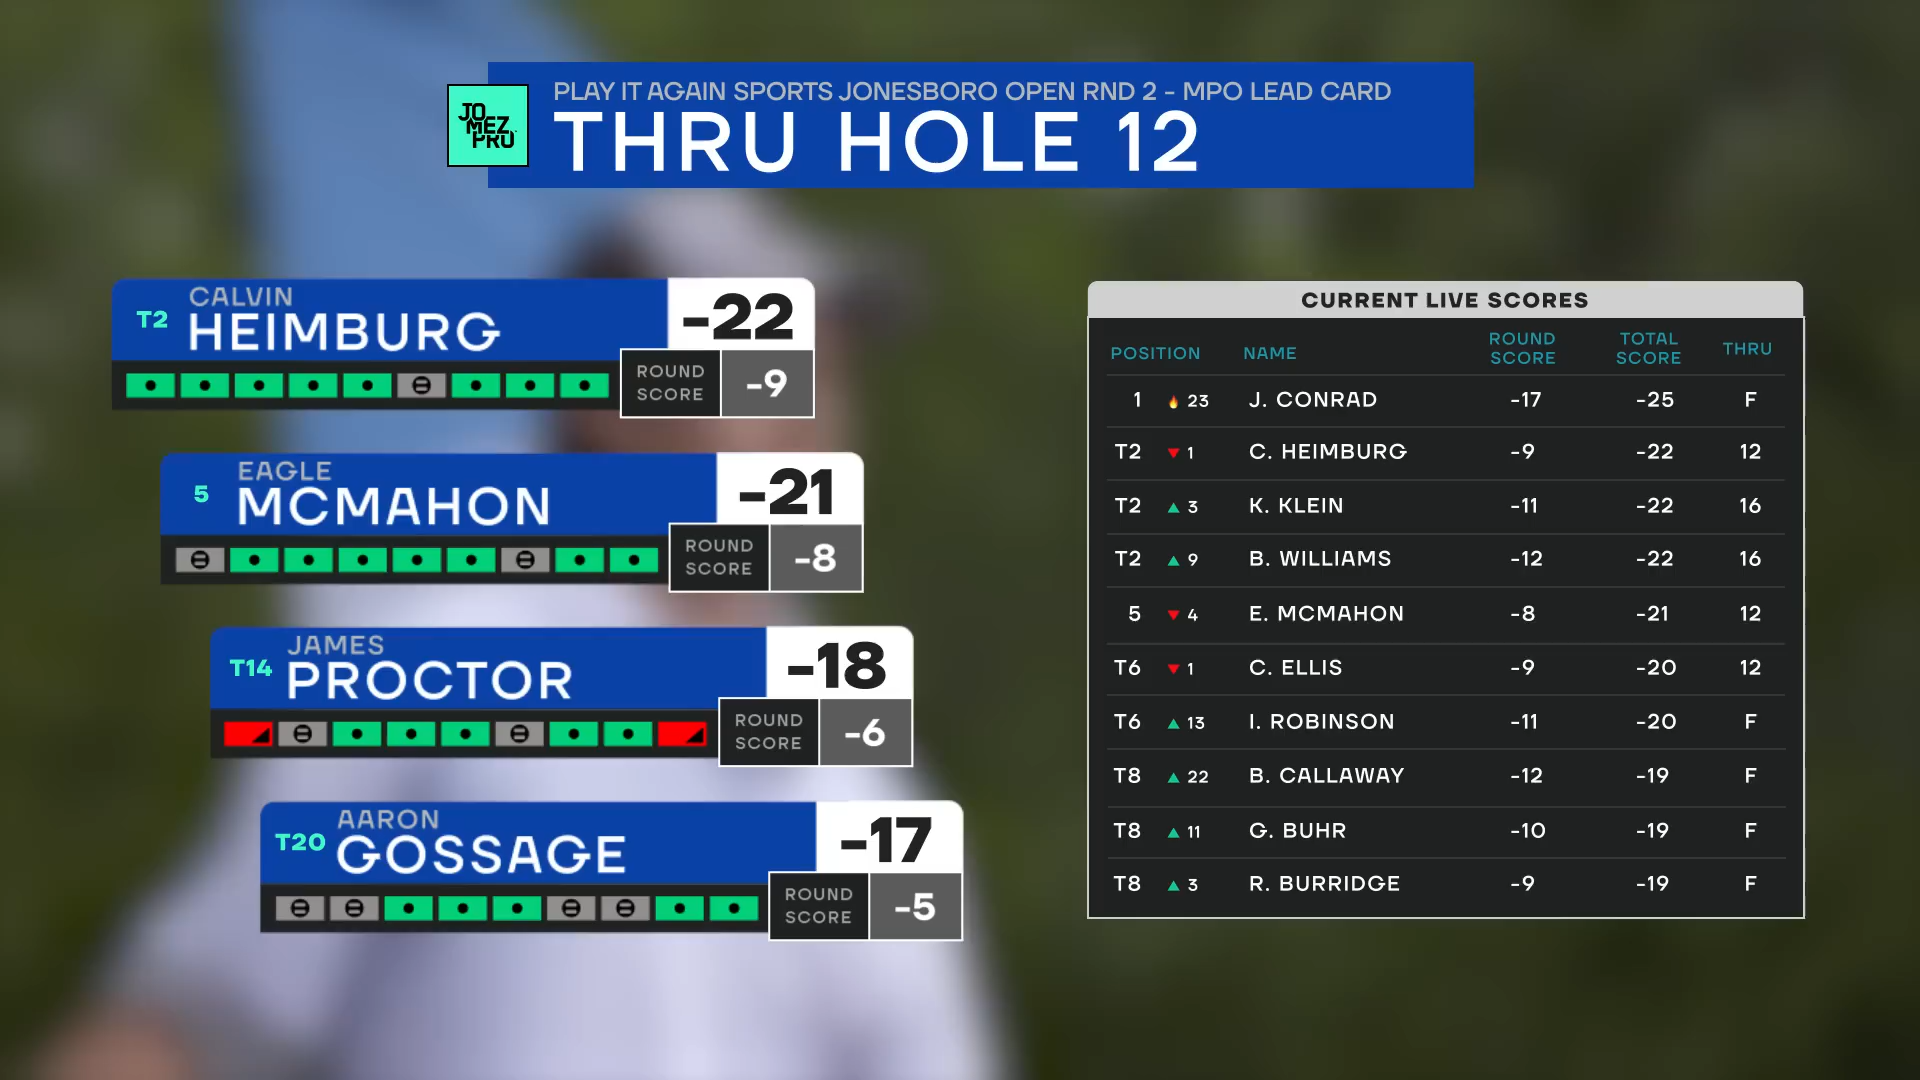 JO
MEZ
PRU
PLAY IT AGAIN SPORTS JONESBORO OPEN RND 2 - MPO LEAD CARD
THRU HOLE 12
T2 CALVIN HEIMBURG -22
ROUND SCORE -9
5 EAGLE MCMAHON -21
ROUND SCORE -8
T14 JAMES PROCTOR -18
ROUND SCORE -6
T20 AARON GOSSAGE -17
ROUND SCORE -5
CURRENT LIVE SCORES
POSITION NAME ROUND SCORE TOTAL SCORE THRU
1 23 J. CONRAD -17 -25 F
T2 1 C. HEIMBURG -9 -22 12
T2 3 K. KLEIN -11 -22 16
T2 9 B. WILLIAMS -12 -22 16
5 4 E. MCMAHON -8 -21 12
T6 1 C. ELLIS -9 -20 12
T6 13 I. ROBINSON -11 -20 F
T8 22 B. CALLAWAY -12 -19 F
T8 11 G. BUHR -10 -19 F
T8 3 R. BURRIDGE -9 -19 F